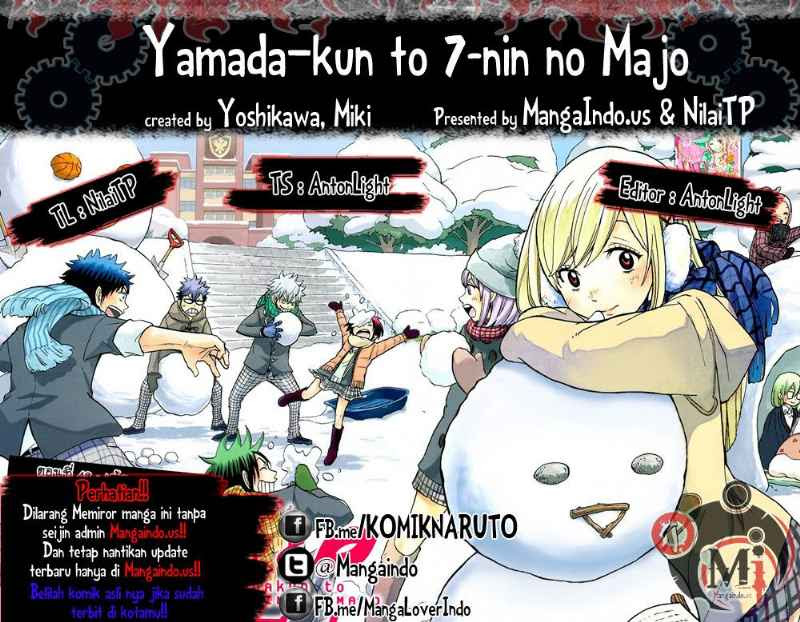 Yamada-kun to 7-nin no Majo
created by Yoshikawa, Miki
Presented by MangaIndo.us & NilaiTP
TL : NilaiTP
TS : AntonLight
Editor : AntonLight
Perhatian!!
Dilarang Memiror manga ini tanpa
seijin admin Mangaindo.us!!
Dan tetap nantikan update
terbaru hanya di Mangaindo.us!!
Belilah komik asli nya jika sudah
terbit di kotamu!!
FB.me/KOMIKNARUTO
@Mangaindo
FB.me/MangaLoverIndo
Mi
Mangaindo.us